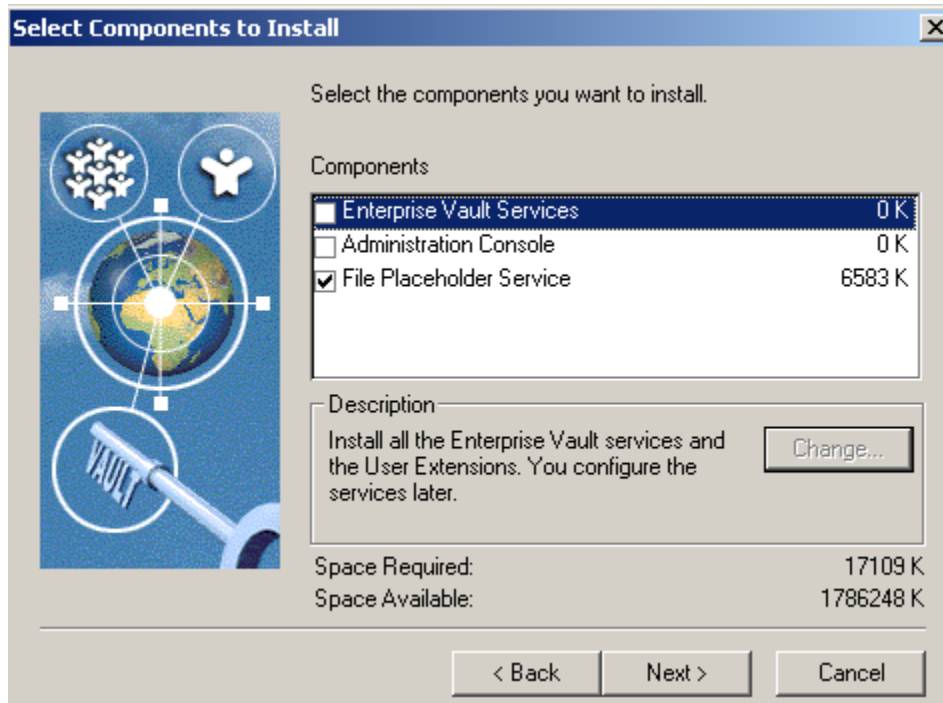 Select Components to Install
Select the components you want to install.
Components
Enterprise Vault Services 0 K
Administration Console 0 K
File Placeholder Service 6583 K
Description
Install all the Enterprise Vault services and
the User Extensions. You configure the
services later.
Change...
VAULT
Space Required: 17109 K
Space Available: 1786248 K
< Back Next > Cancel